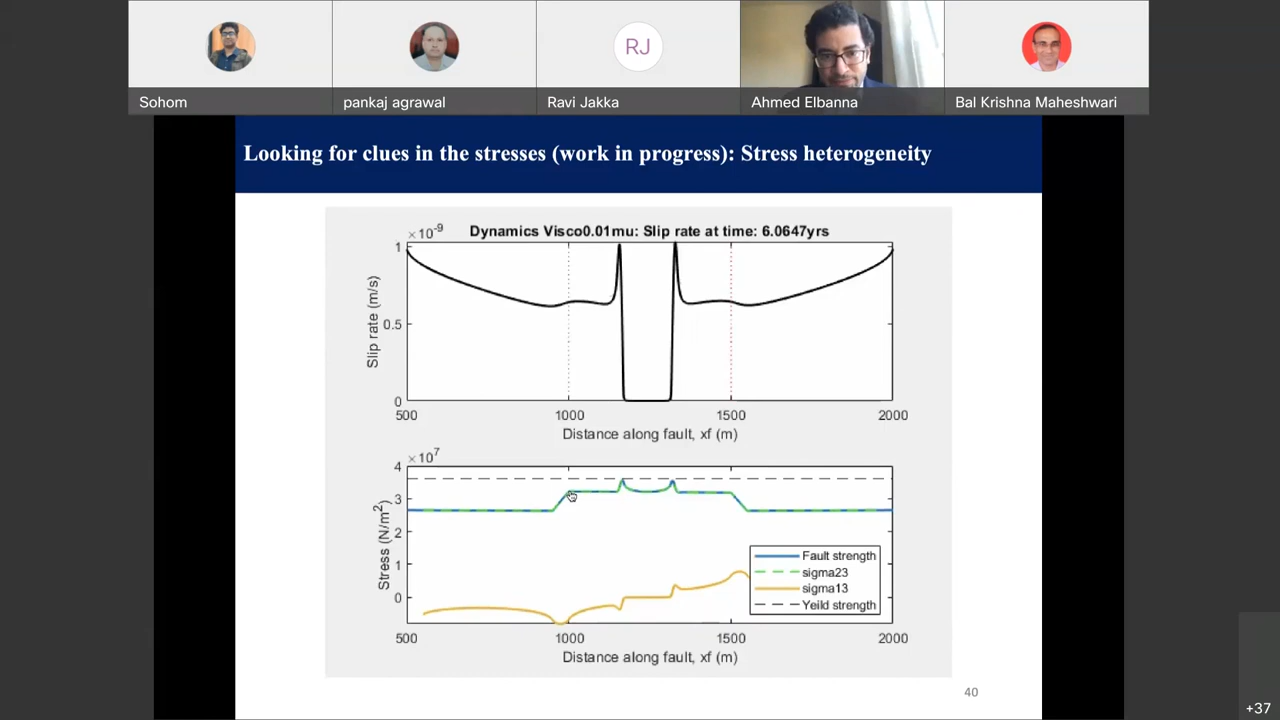 RJ
Sohom
pankaj agrawal
Ravi Jakka
Ahmed Elbanna
Bal Krishna Maheshwari
Looking for clues in the stresses (work in progress): Stress heterogeneity
×10-9
Dynamics Visco0.01mu: Slip rate at time: 6.0647yrs
1
0.5
0
Slip rate (m/s)
500 1000 1500 2000
Distance along fault, xf (m)
×10^7
4
3
2
1
0
Stress (N/m^2)
Fault strength
sigma23
sigma13
Yeild strength
500 1000 1500 2000
Distance along fault, xf (m)
40
+37